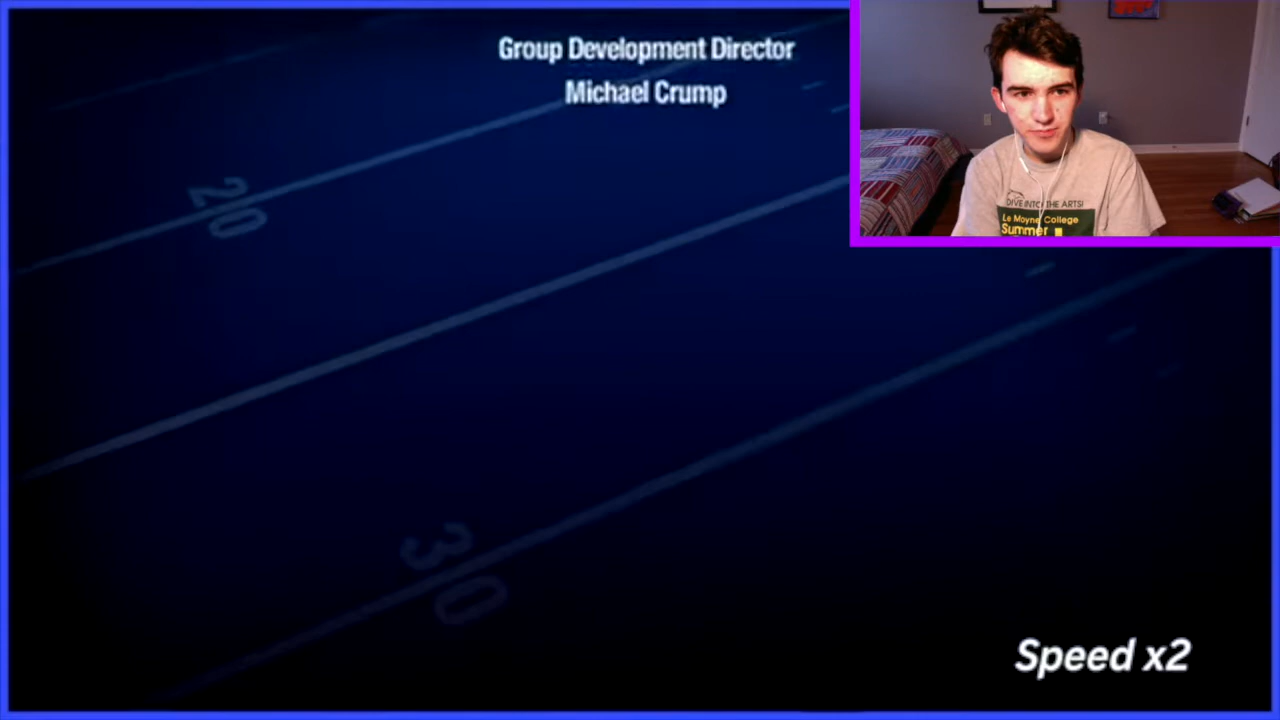 Group Development Director
Michael Crump
20
30
DIVE INTO THE ARTS!
Le Moyne College
Summer
Speed x2